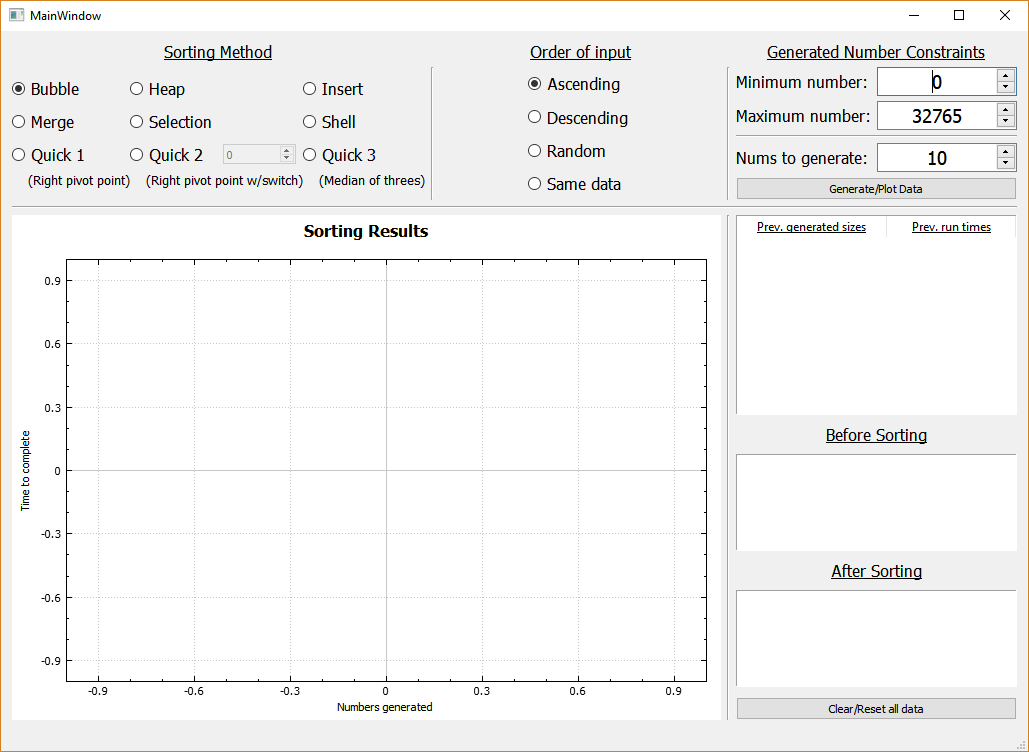 MainWindow
Sorting Method
Bubble Heap Insert
Merge Selection Shell
Quick 1 Quick 2 0 Quick 3
(Right pivot point) (Right pivot point w/switch) (Median of threes)
Order of input
Ascending
Descending
Random
Same data
Generated Number Constraints
Minimum number: 0
Maximum number: 32765
Nums to generate: 10
Generate/Plot Data
Sorting Results
Time to complete
0.9
0.6
0.3
0
-0.3
-0.6
-0.9
-0.9 -0.6 -0.3 0 0.3 0.6 0.9
Numbers generated
Prev. generated sizes Prev. run times
Before Sorting
After Sorting
Clear/Reset all data